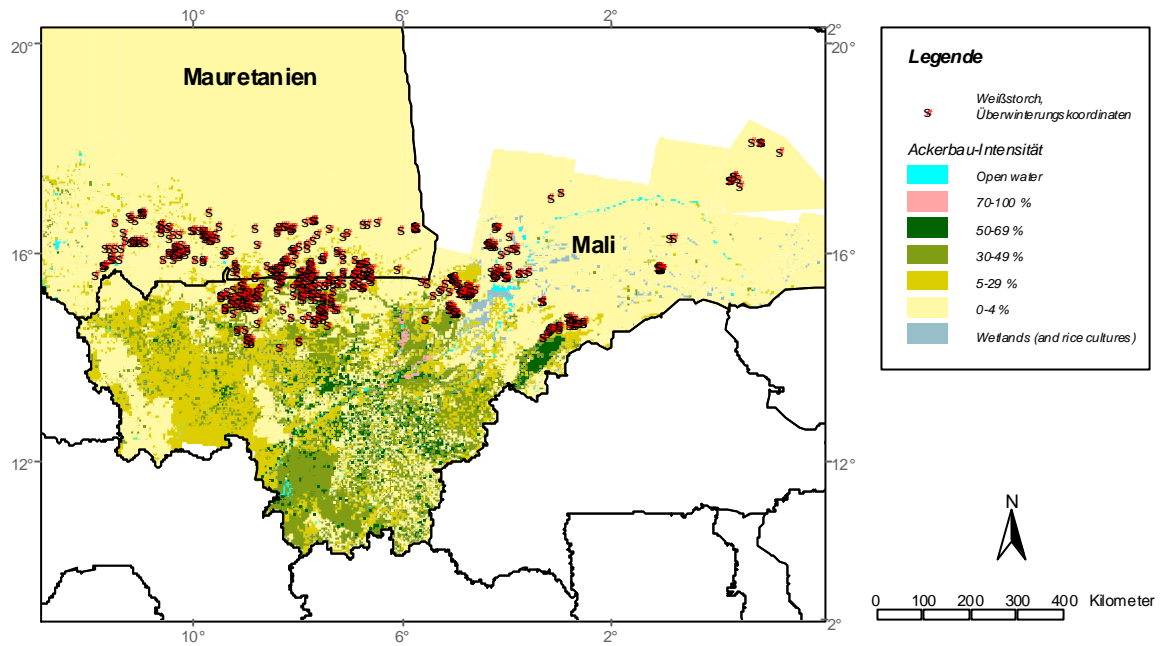 10° 6° 2°
20° 2° 20°
Mauretanien
Mali
16° 16°
12° 12°
2°
10° 6° 2°
Legende
Weißstorch,
Überwinterungskoordinaten
Ackerbau-Intensität
Open water
70-100 %
50-69 %
30-49 %
5-29 %
0-4 %
Wetlands (and rice cultures)
N
0 100 200 300 400 Kilometer